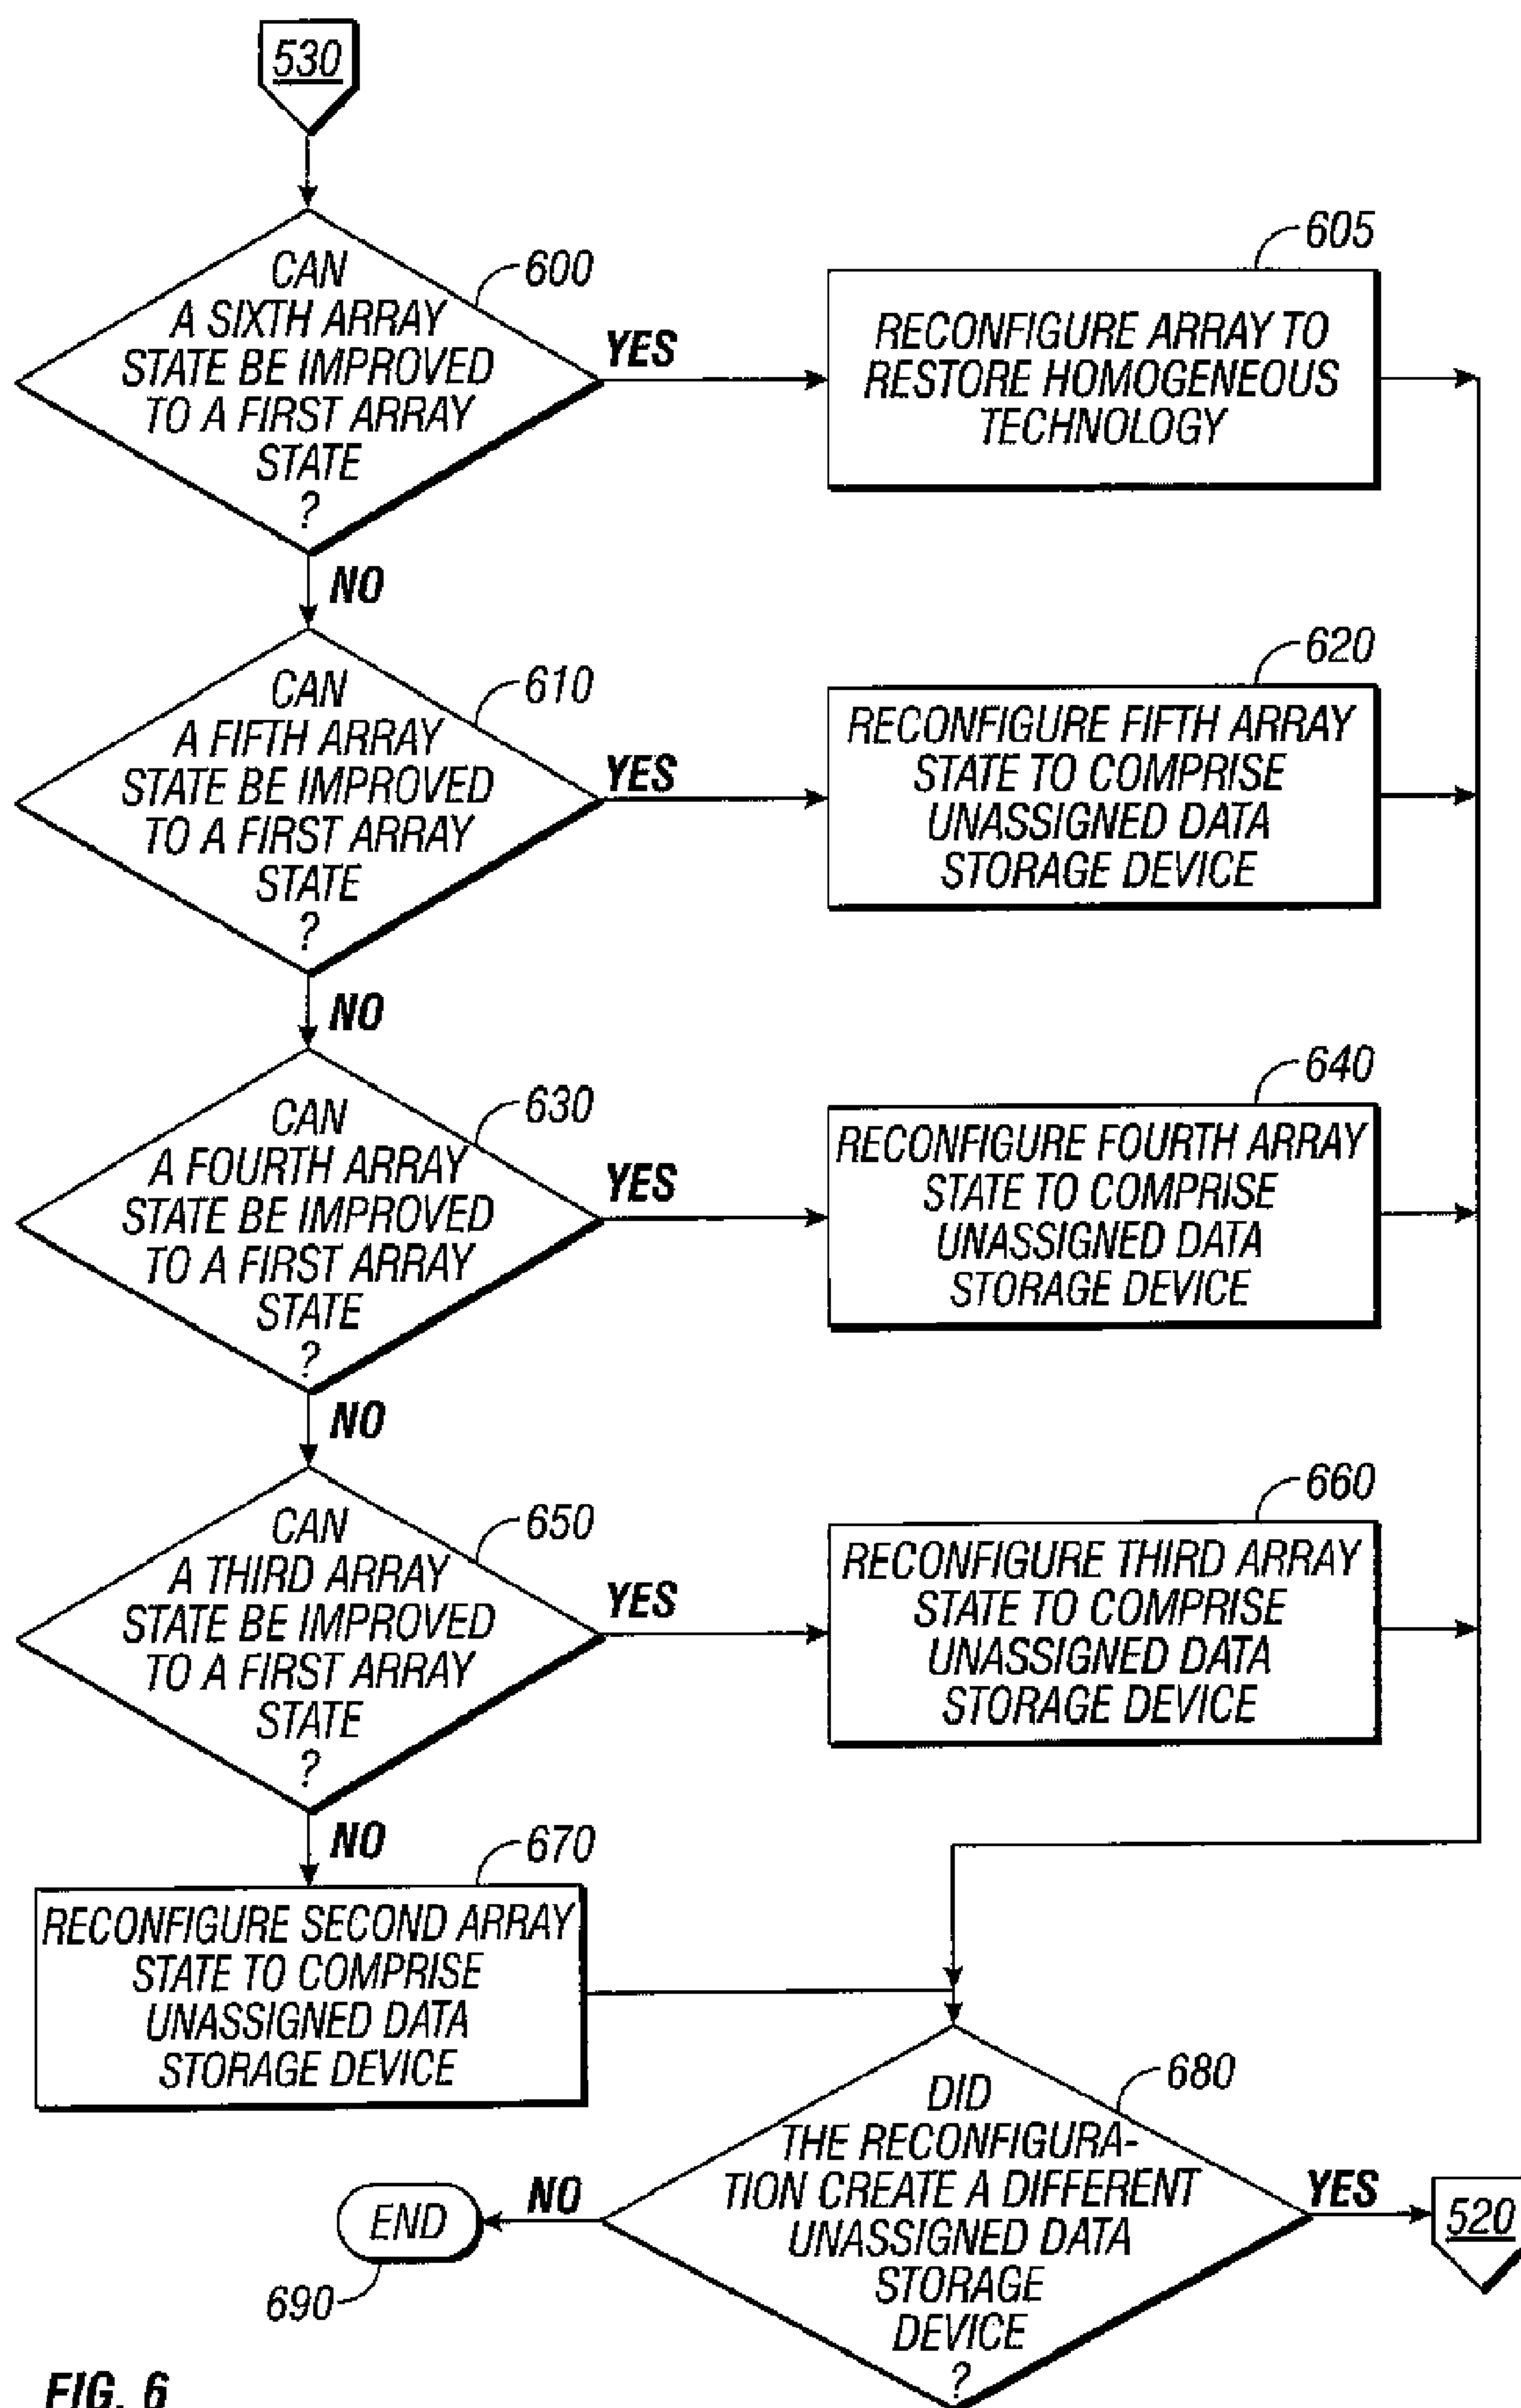 530
CAN
A SIXTH ARRAY
STATE BE IMPROVED
TO A FIRST ARRAY
STATE
?
600
YES
605
RECONFIGURE ARRAY TO
RESTORE HOMOGENEOUS
TECHNOLOGY
NO
CAN
A FIFTH ARRAY
STATE BE IMPROVED
TO A FIRST ARRAY
STATE
?
610
YES
620
RECONFIGURE FIFTH ARRAY
STATE TO COMPRISE
UNASSIGNED DATA
STORAGE DEVICE
NO
CAN
A FOURTH ARRAY
STATE BE IMPROVED
TO A FIRST ARRAY
STATE
?
630
YES
640
RECONFIGURE FOURTH ARRAY
STATE TO COMPRISE
UNASSIGNED DATA
STORAGE DEVICE
NO
CAN
A THIRD ARRAY
STATE BE IMPROVED
TO A FIRST ARRAY
STATE
?
650
YES
660
RECONFIGURE THIRD ARRAY
STATE TO COMPRISE
UNASSIGNED DATA
STORAGE DEVICE
NO
670
RECONFIGURE SECOND ARRAY
STATE TO COMPRISE
UNASSIGNED DATA
STORAGE DEVICE
680
DID
THE RECONFIGURA-
TION CREATE A DIFFERENT
UNASSIGNED DATA
STORAGE
DEVICE
?
NO
END
690
YES
520
FIG. 6